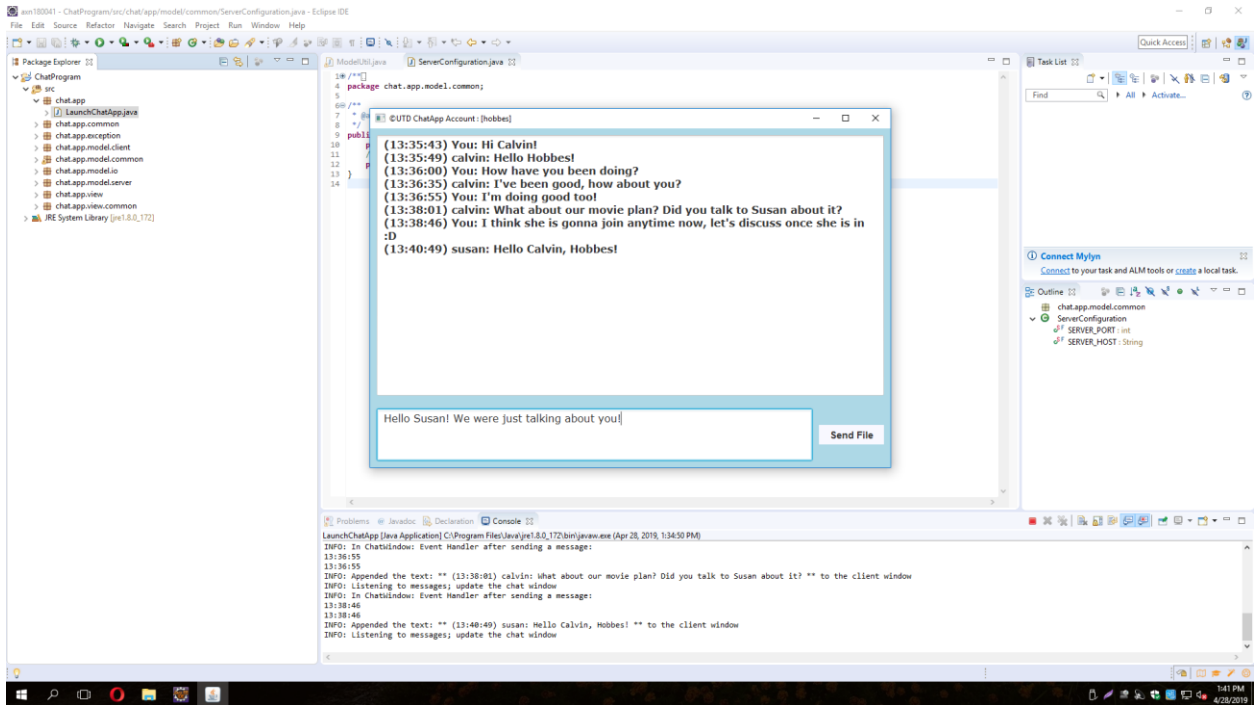 axn180041 - ChatProgram/src/chat/app/model/common/ServerConfiguration.java - Eclipse IDE
File Edit Source Refactor Navigate Search Project Run Window Help
Quick Access
Package Explorer
ChatProgram
src
chat.app
LaunchChatApp.java
chat.app.common
chat.app.exception
chat.app.model.client
chat.app.model.common
chat.app.model.io
chat.app.model.server
chat.app.view
chat.app.view.common
JRE System Library [jre1.8.0_172]
ModelUtil.java ServerConfiguration.java
1 /**
4 package chat.app.model.common;
5
6 /**
7 *
8 */
9 publi
10 p
11 /
12 p
13 }
14
©UTD ChatApp Account : [hobbes]
(13:35:43) You: Hi Calvin!
(13:35:49) calvin: Hello Hobbes!
(13:36:00) You: How have you been doing?
(13:36:35) calvin: I've been good, how about you?
(13:36:55) You: I'm doing good too!
(13:38:01) calvin: What about our movie plan? Did you talk to Susan about it?
(13:38:46) You: I think she is gonna join anytime now, let's discuss once she is in
:D
(13:40:49) susan: Hello Calvin, Hobbes!
Hello Susan! We were just talking about you!
Send File
Task List
Find All Activate...
Connect Mylyn
Connect to your task and ALM tools or create a local task.
Outline
chat.app.model.common
ServerConfiguration
SERVER_PORT : int
SERVER_HOST : String
Problems Javadoc Declaration Console
LaunchChatApp [Java Application] C:\Program Files\Java\jre1.8.0_172\bin\javaw.exe (Apr 28, 2019, 1:34:50 PM)
INFO: In ChatWindow: Event Handler after sending a message:
13:36:55
13:36:55
INFO: Appended the text: ** (13:38:01) calvin: What about our movie plan? Did you talk to Susan about it? ** to the client window
INFO: Listening to messages; update the chat window
INFO: In ChatWindow: Event Handler after sending a message:
13:38:46
13:38:46
INFO: Appended the text: ** (13:40:49) susan: Hello Calvin, Hobbes! ** to the client window
INFO: Listening to messages; update the chat window
1:41 PM
4/28/2019